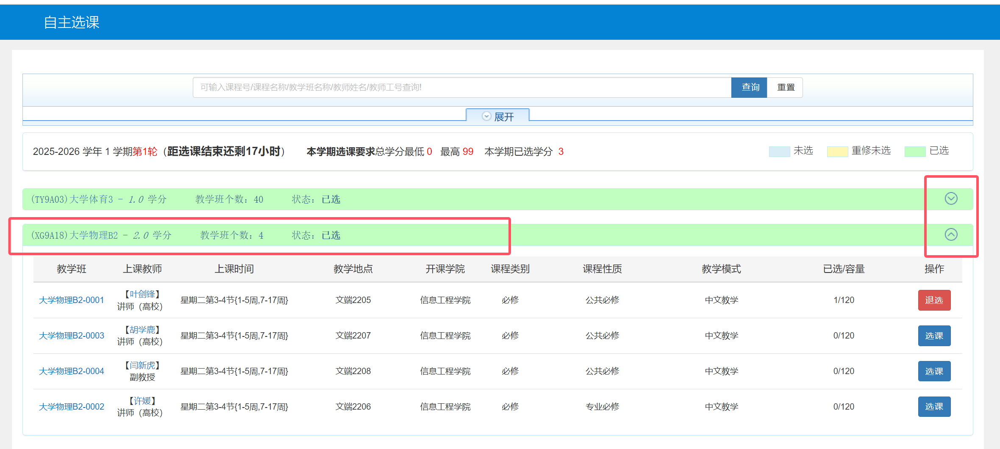 自主选课
可输入课程号/课程名称/教学班名称/教师姓名/教师工号查询! 查询 重置
展开
2025-2026 学年 1 学期第1轮（距选课结束还剩17小时） 本学期选课要求总学分最低 0 最高 99 本学期已选学分 3 未选 重修未选 已选
(TY9A03)大学体育3 - 1.0 学分 教学班个数：40 状态：已选
(XG9A18)大学物理B2 - 2.0 学分 教学班个数：4 状态：已选
教学班 上课教师 上课时间 教学地点 开课学院 课程类别 课程性质 教学模式 已选/容量 操作
大学物理B2-0001 【叶剑锋】 星期二第3-4节{1-5周,7-17周} 文端2205 信息工程学院 必修 公共必修 中文教学 1/120 退选
讲师（高校）
大学物理B2-0003 【胡学鹿】 星期二第3-4节{1-5周,7-17周} 文端2207 信息工程学院 必修 公共必修 中文教学 0/120 选课
讲师（高校）
大学物理B2-0004 【闫新虎】 星期二第3-4节{1-5周,7-17周} 文端2208 信息工程学院 必修 公共必修 中文教学 0/120 选课
副教授
大学物理B2-0002 【许媛】 星期二第3-4节{1-5周,7-17周} 文端2206 信息工程学院 必修 专业必修 中文教学 0/120 选课
讲师（高校）